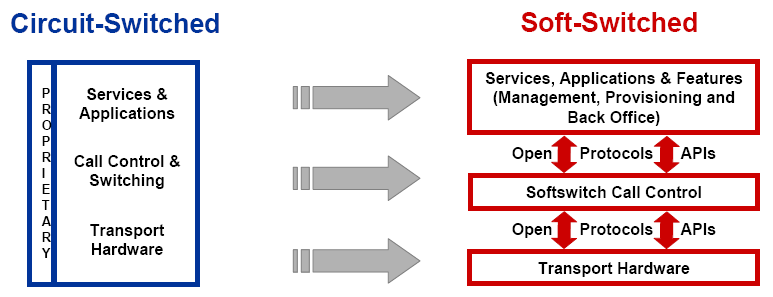 Circuit-Switched
Soft-Switched
PROPRIETARY
Services &
Applications
Call Control &
Switching
Transport
Hardware
Services, Applications & Features
(Management, Provisioning and
Back Office)
Open Protocols APIs
Softswitch Call Control
Open Protocols APIs
Transport Hardware